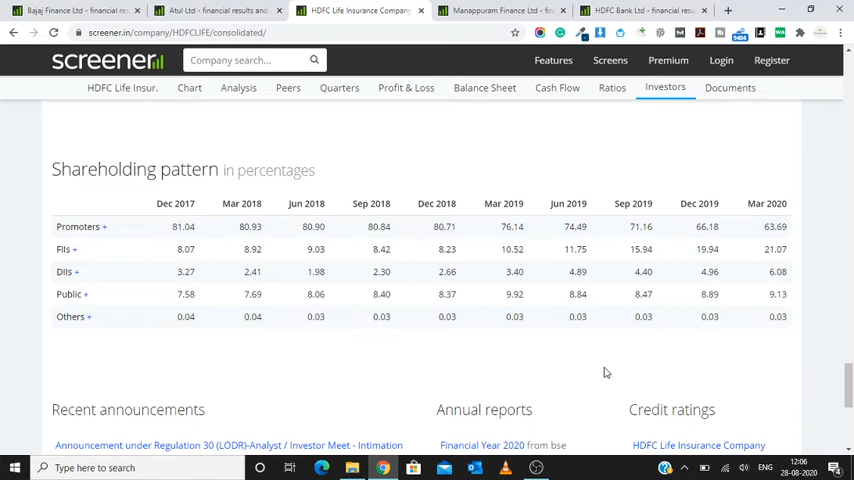 Bajaj Finance Ltd - financial res
Atul Ltd - financial results and
HDFC Life Insurance Company
Manappuram Finance Ltd - fin
HDFC Bank Ltd - financial resu
screener.in/company/HDFCLIFE/consolidated/
screener
Company search...
Features
Screens
Premium
Login
Register
HDFC Life Insur.
Chart
Analysis
Peers
Quarters
Profit & Loss
Balance Sheet
Cash Flow
Ratios
Investors
Documents
Shareholding pattern in percentages
Dec 2017 Mar 2018 Jun 2018 Sep 2018 Dec 2018 Mar 2019 Jun 2019 Sep 2019 Dec 2019 Mar 2020
Promoters + 81.04 80.93 80.90 80.84 80.71 76.14 74.49 71.16 66.18 63.69
FIIs + 8.07 8.92 9.03 8.42 8.23 10.52 11.75 15.94 19.94 21.07
DIIs + 3.27 2.41 1.98 2.30 2.66 3.40 4.89 4.40 4.96 6.08
Public + 7.58 7.69 8.06 8.40 8.37 9.92 8.84 8.47 8.89 9.13
Others + 0.04 0.04 0.03 0.03 0.03 0.03 0.03 0.03 0.03 0.03
Recent announcements
Annual reports
Credit ratings
Announcement under Regulation 30 (LODR)-Analyst / Investor Meet - Intimation
Financial Year 2020 from bse
HDFC Life Insurance Company
Type here to search
ENG
12:06
28-08-2020